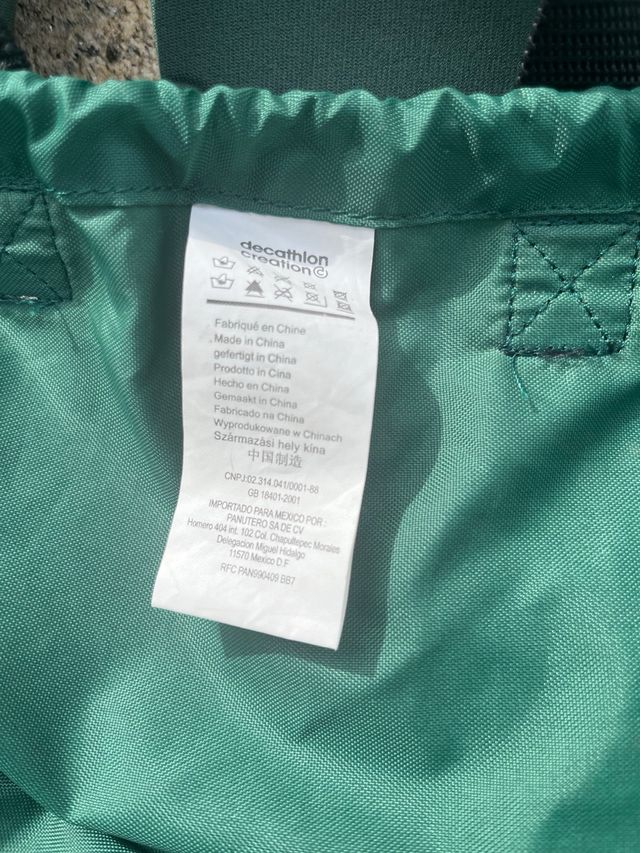 decathlon
creation
Fabriqué en Chine
Made in China
gefertigt in China
Prodotto in Cina
Hecho en China
Gemaakt in China
Fabricado na China
Wyprodukowane w Chinach
Származási hely kína
中国制造
CNPJ:02.314.041/0001-88
GB 18401-2001
IMPORTADO PARA MEXICO POR :
PANUTERO SA DE CV
Homero 404 int. 102 Col. Chapultepec Morales
Delegacion Miguel Hidalgo
11570 Mexico D.F
RFC PAN990409 BB7